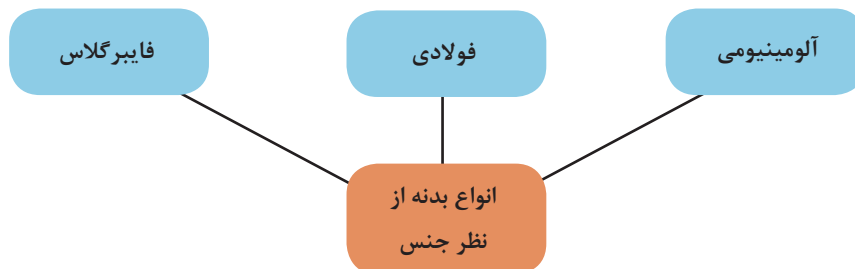 آلومینیومی
فولادی
فایبرگلاس
انواع بدنه از
نظر جنس